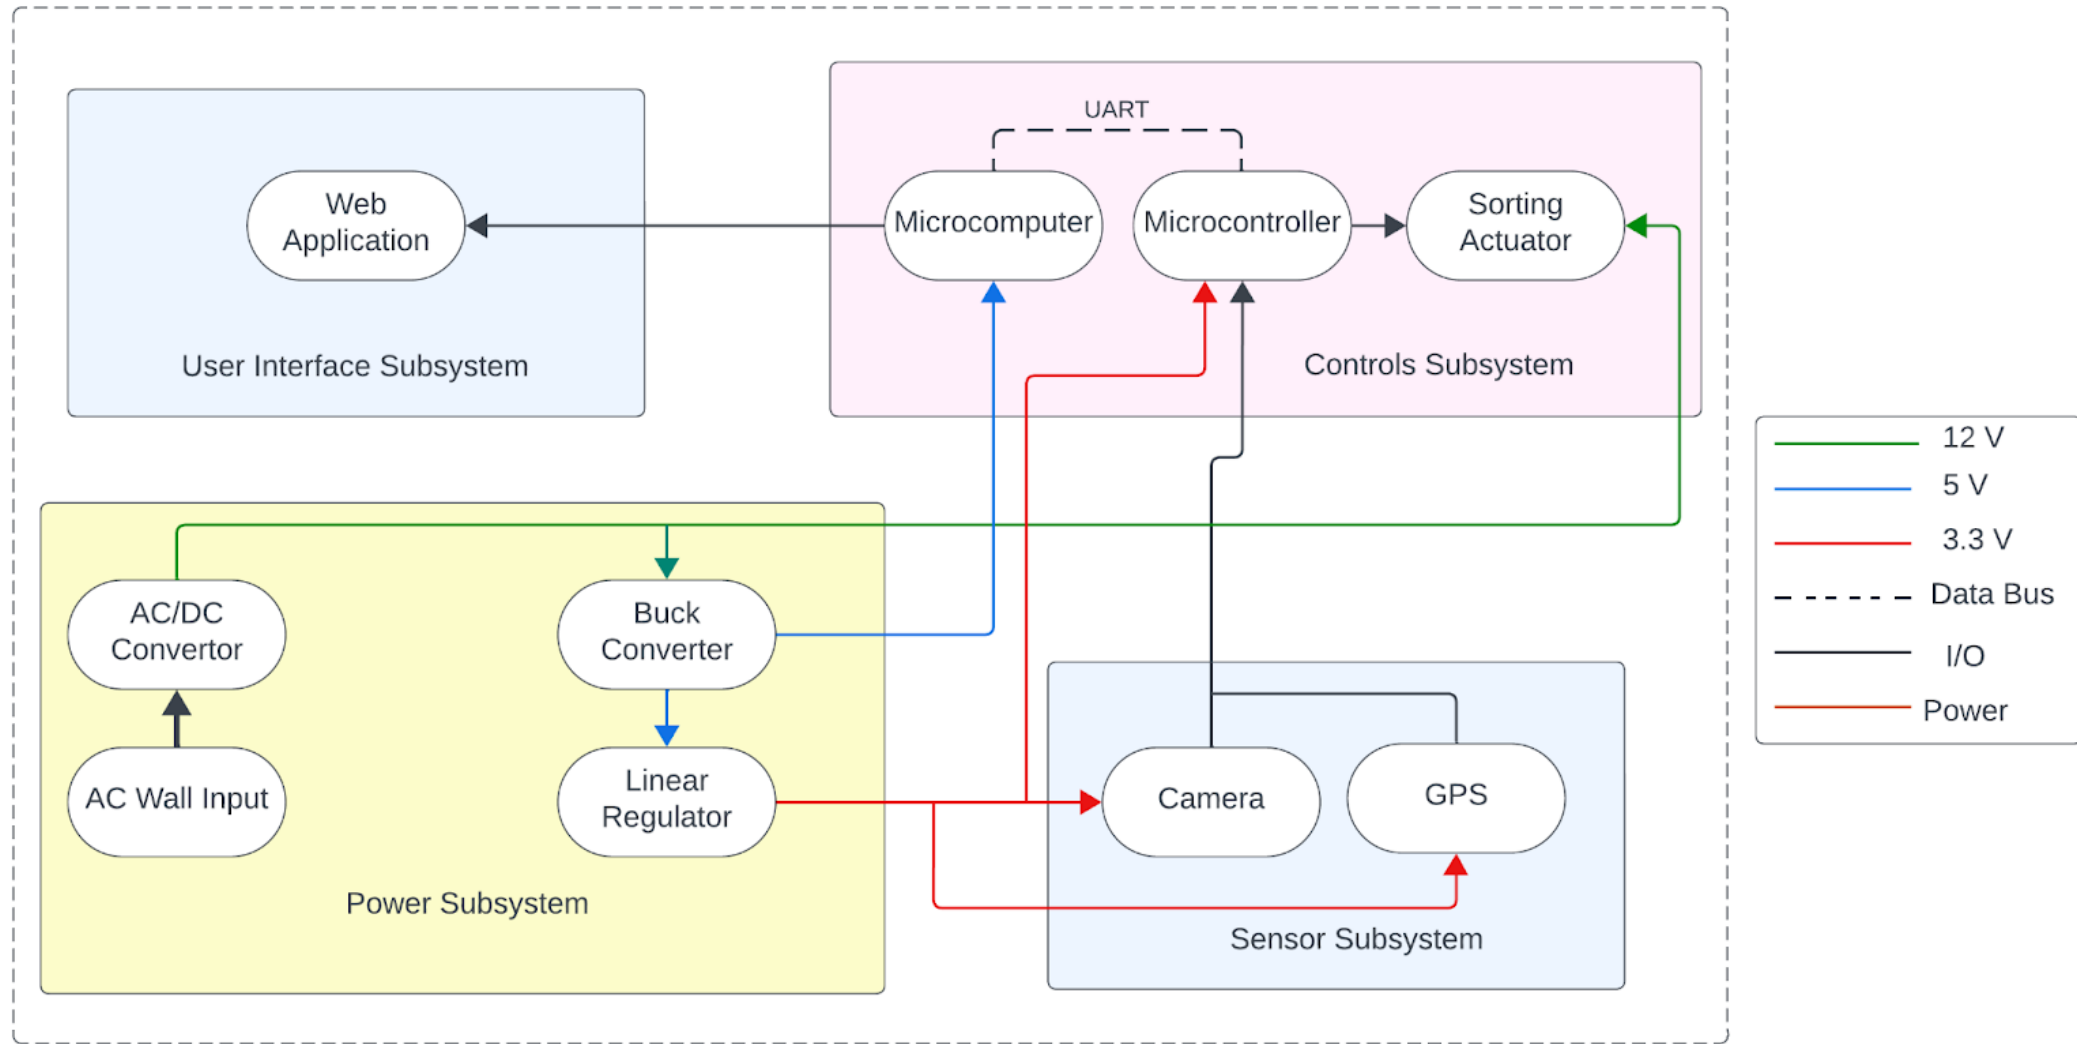 UART
Web
Application
Microcomputer
Microcontroller
Sorting
Actuator
User Interface Subsystem
Controls Subsystem
AC/DC
Convertor
Buck
Converter
AC Wall Input
Linear
Regulator
Power Subsystem
Camera
GPS
Sensor Subsystem
12 V
5 V
3.3 V
Data Bus
I/O
Power